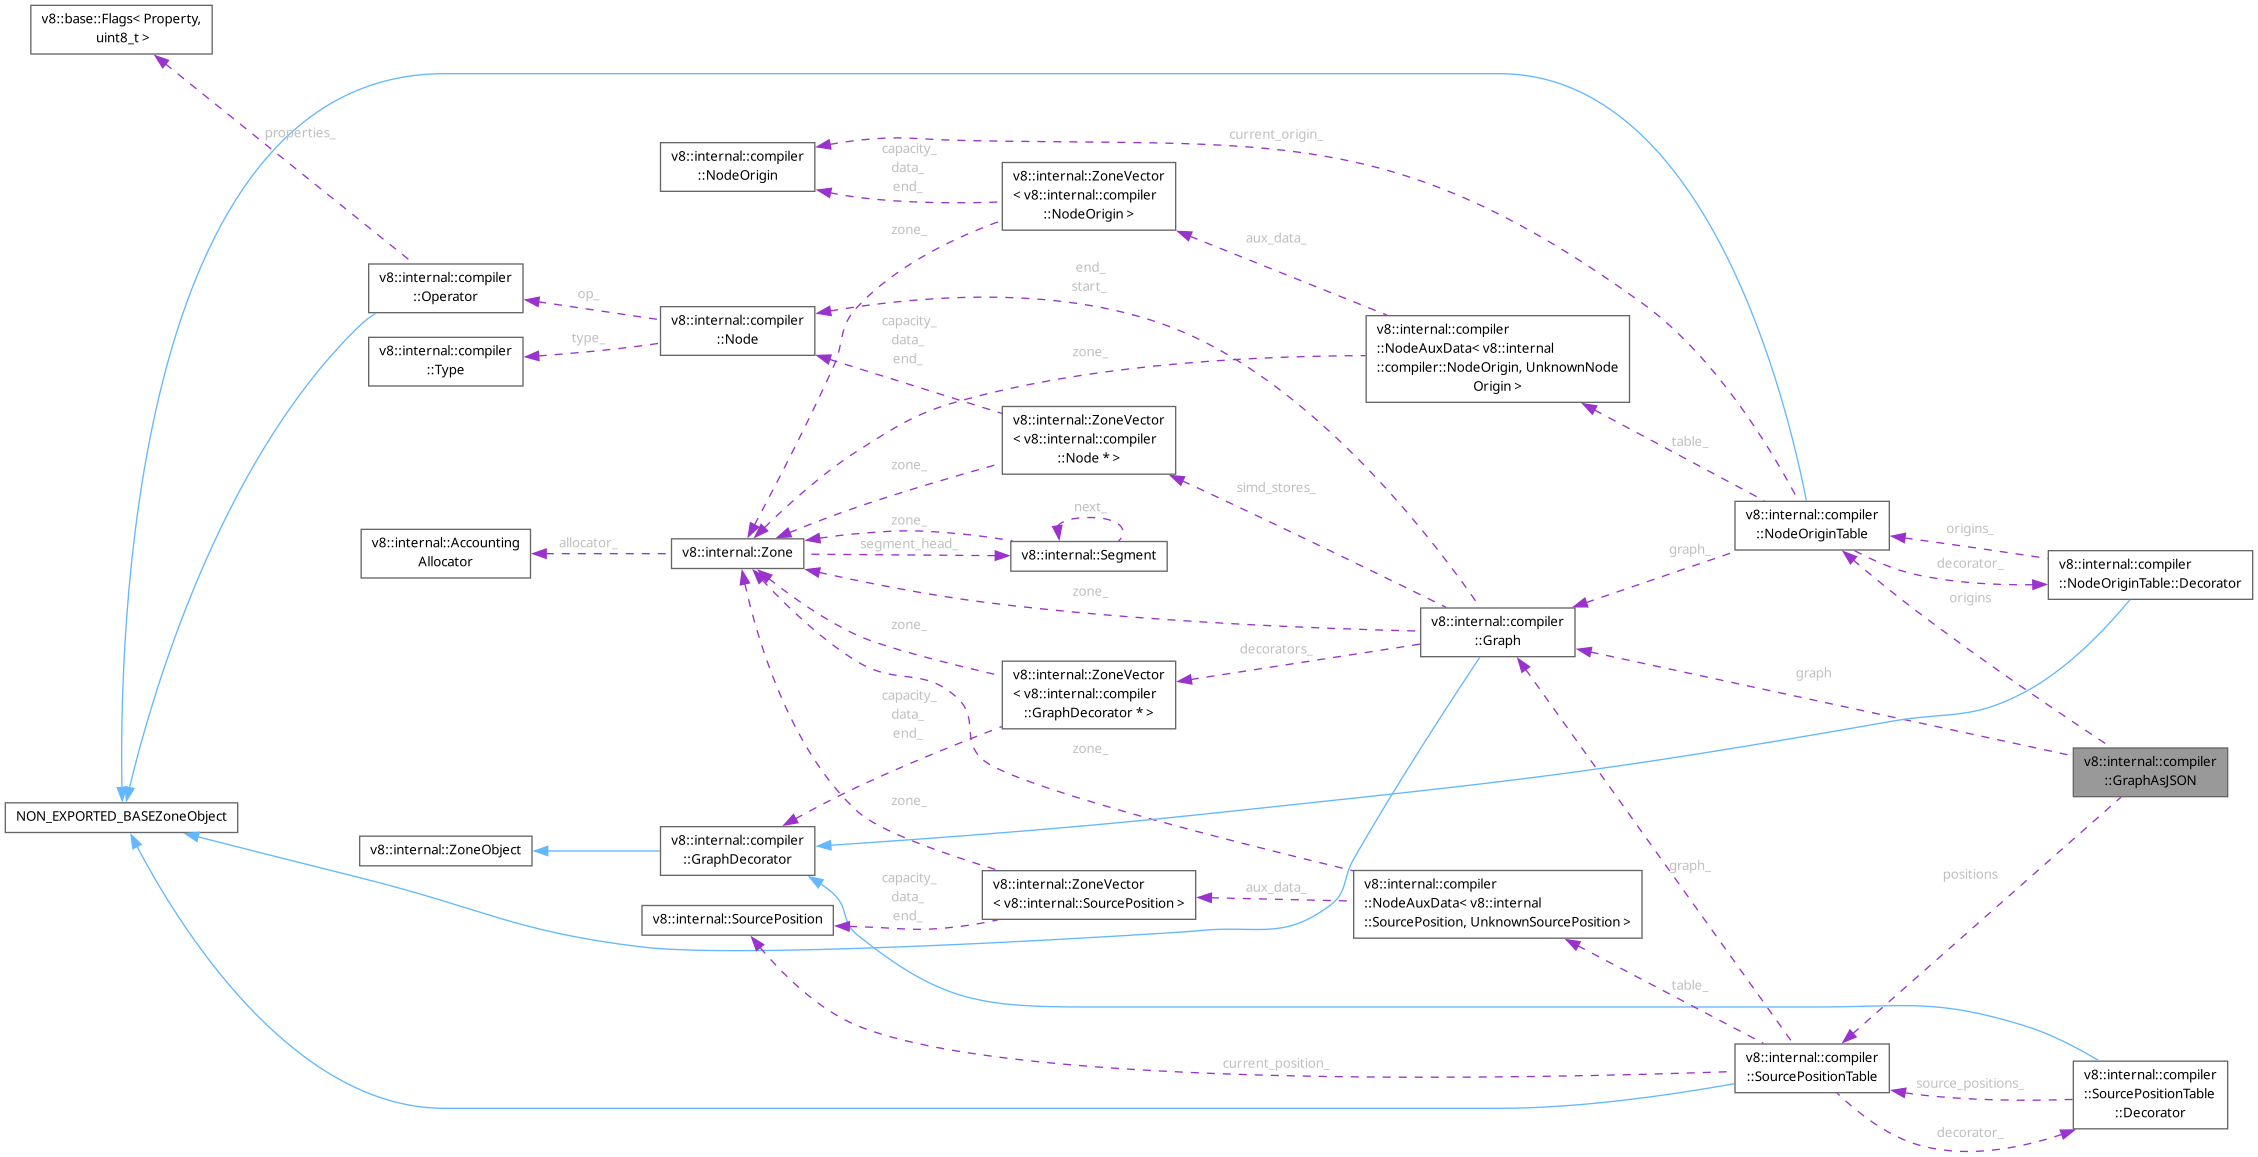 v8::base::Flags< Property,
uint8_t >
properties_
current_origin_
v8::internal::compiler
::NodeOrigin
capacity_
data_
end_
v8::internal::ZoneVector
< v8::internal::compiler
::NodeOrigin >
zone_
aux_data_
end_
start_
v8::internal::compiler
::Operator
op_
v8::internal::compiler
::Node
type_
v8::internal::compiler
::Type
capacity_
data_
end_
zone_
v8::internal::compiler
::NodeAuxData< v8::internal
::compiler::NodeOrigin, UnknownNode
Origin >
v8::internal::ZoneVector
< v8::internal::compiler
::Node * >
table_
zone_
simd_stores_
next_
v8::internal::compiler
::NodeOriginTable
origins_
decorator_
v8::internal::compiler
::NodeOriginTable::Decorator
v8::internal::Accounting
Allocator
allocator_
v8::internal::Zone
zone_
segment_head_
v8::internal::Segment
graph_
zone_
origins
v8::internal::compiler
::Graph
zone_
decorators_
graph
v8::internal::ZoneVector
< v8::internal::compiler
::GraphDecorator * >
capacity_
data_
end_
zone_
v8::internal::compiler
::GraphAsJSON
NON_EXPORTED_BASEZoneObject
zone_
v8::internal::ZoneObject
v8::internal::compiler
::GraphDecorator
graph_
positions
capacity_
data_
end_
v8::internal::ZoneVector
< v8::internal::SourcePosition >
aux_data_
v8::internal::compiler
::NodeAuxData< v8::internal
::SourcePosition, UnknownSourcePosition >
v8::internal::SourcePosition
table_
current_position_
v8::internal::compiler
::SourcePositionTable
source_positions_
decorator_
v8::internal::compiler
::SourcePositionTable
::Decorator